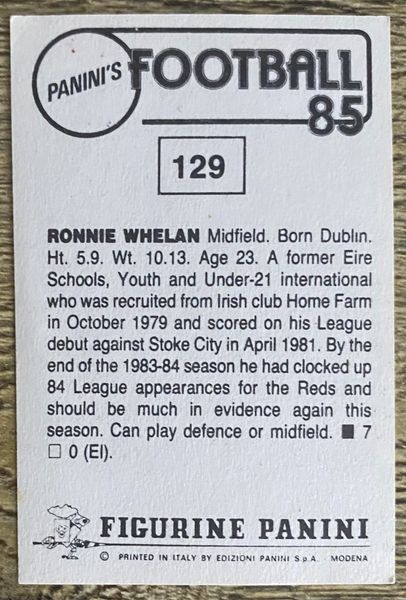 PANINI'S FOOTBALL
85
129
RONNIE WHELAN Midfield. Born Dublin.
Ht. 5.9. Wt. 10.13. Age 23. A former Eire
Schools, Youth and Under-21 international
who was recruited from Irish club Home Farm
in October 1979 and scored on his League
debut against Stoke City in April 1981. By the
end of the 1983-84 season he had clocked up
84 League appearances for the Reds and
should be much in evidence again this
season. Can play defence or midfield. ■ 7
□ 0 (EI).
FIGURINE PANINI
© PRINTED IN ITALY BY EDIZIONI PANINI S.p.A. MODENA